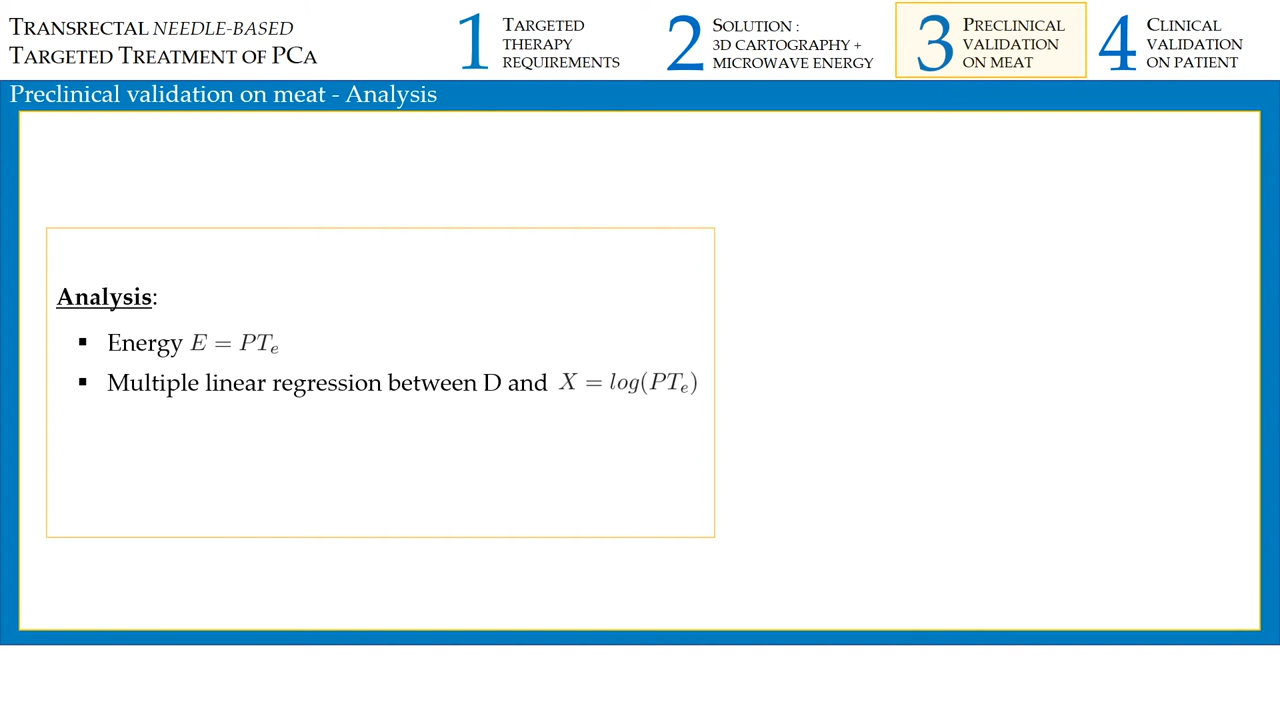 TRANSRECTAL NEEDLE-BASED
TARGETED TREATMENT OF PCA
1 TARGETED
THERAPY
REQUIREMENTS
2 SOLUTION :
3D CARTOGRAPHY +
MICROWAVE ENERGY
3 PRECLINICAL
VALIDATION
ON MEAT
4 CLINICAL
VALIDATION
ON PATIENT
Preclinical validation on meat - Analysis
Analysis:
▪ Energy E = PTₑ
▪ Multiple linear regression between D and X = log(PTₑ)